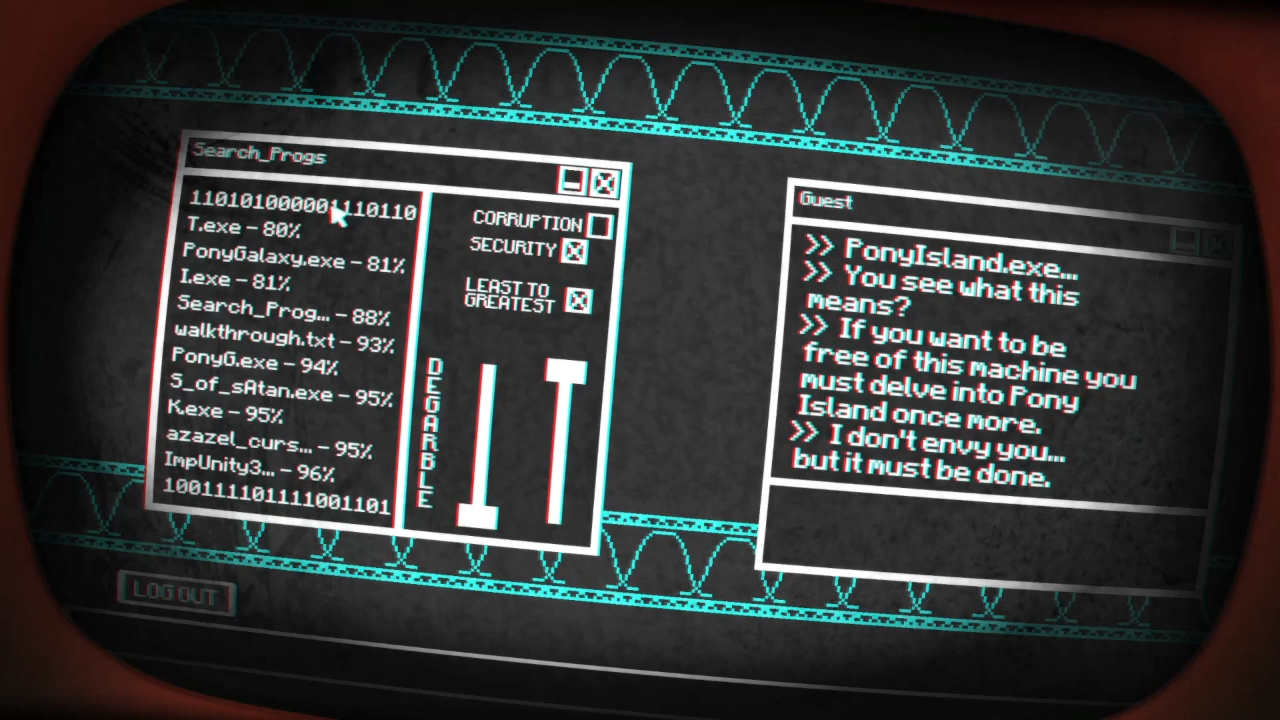 Search_Progs
110101000001110110
T.exe - 80%
PonyGalaxy.exe - 81%
I.exe - 81%
Search_Prog... - 88%
walkthrough.txt - 93%
PonyG.exe - 94%
S_of_sAtan.exe - 95%
K.exe - 95%
azazel_curs... - 95%
ImpUnity3... - 96%
100111101111001101
CORRUPTION
SECURITY
LEAST TO
GREATEST
DEGARBLE
Guest
>> PonyIsland.exe...
>> You see what this
means?
>> If you want to be
free of this machine you
must delve into Pony
Island once more.
>> I don't envy you...
but it must be done.
LOG OUT